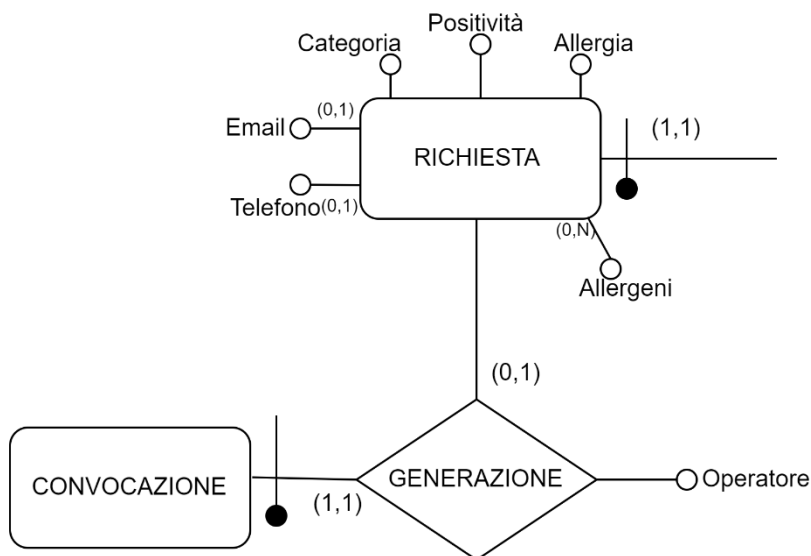 Positività
Categoria
Allergia
(0,1)
Email
RICHIESTA
(1,1)
Telefono
(0,1)
(0,N)
Allergeni
(0,1)
CONVOCAZIONE
(1,1)
GENERAZIONE
Operatore